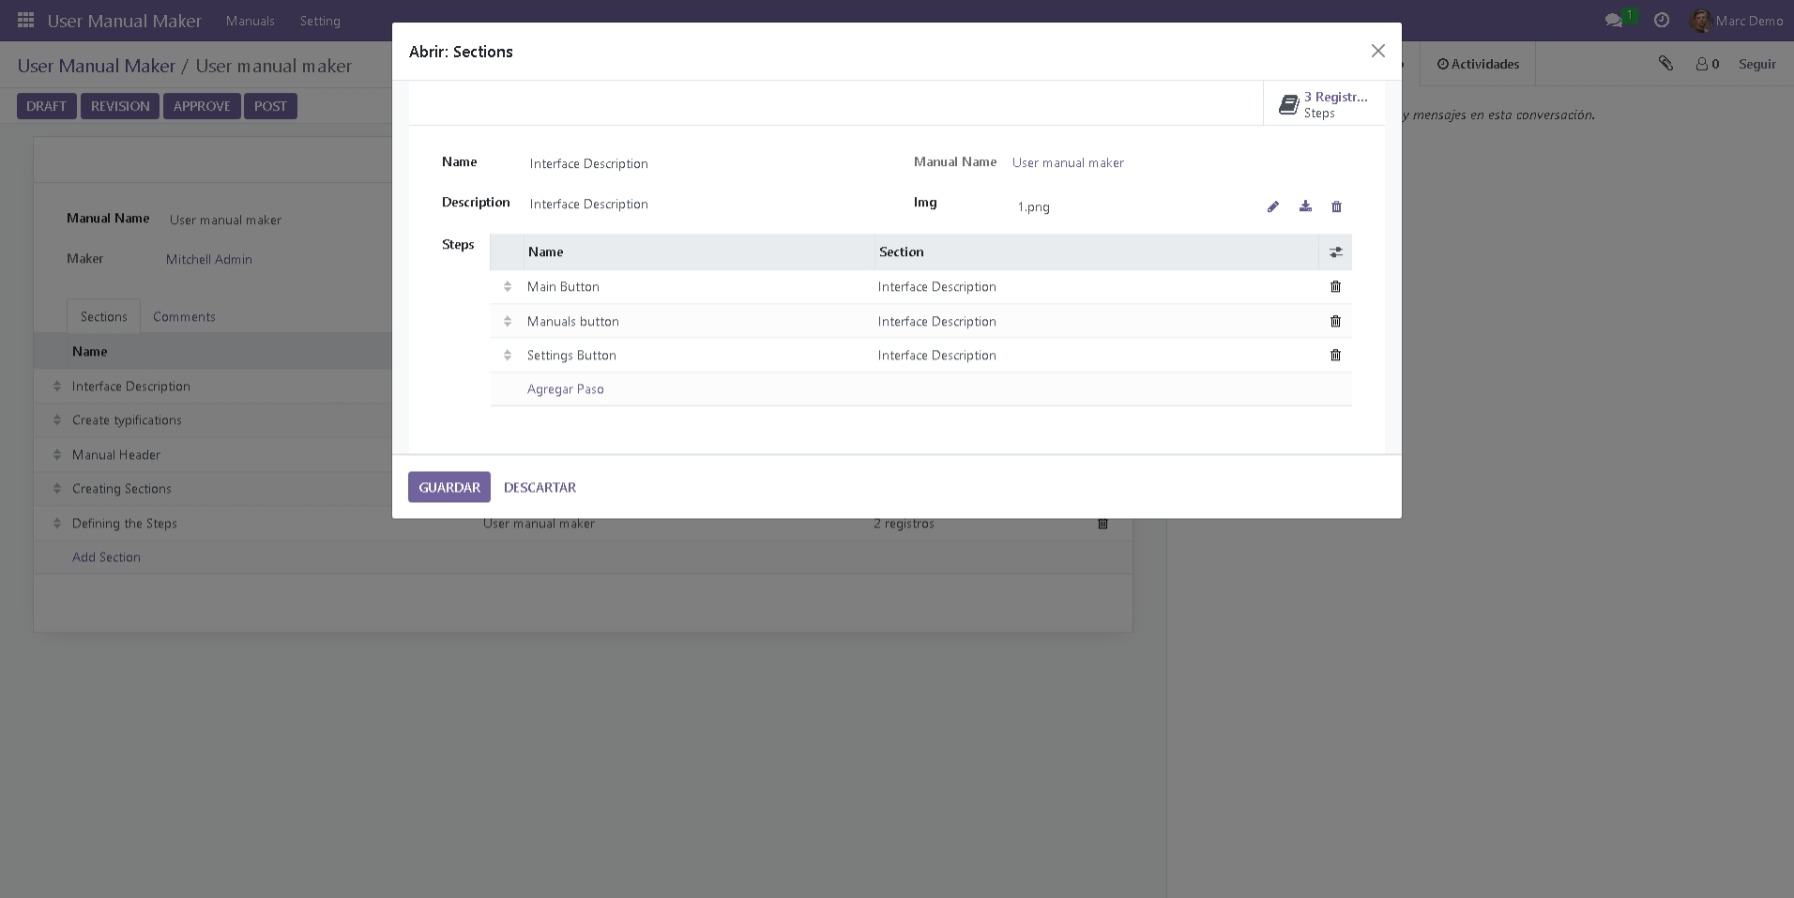 User Manual Maker Manuals Setting 1 Marc Demo
User Manual Maker / User manual maker
Actividades 0 Seguir
DRAFT REVISION APPROVE POST
y mensajes en esta conversación.
Manual Name User manual maker
Maker Mitchell Admin
Sections Comments
Name
Interface Description
Create typifications
Manual Header
Creating Sections
Defining the Steps User manual maker 2 registros
Add Section
Abrir: Sections
3 Registr...
Steps
Name Interface Description Manual Name User manual maker
Description Interface Description Img 1.png
Steps Name Section
Main Button Interface Description
Manuals button Interface Description
Settings Button Interface Description
Agregar Paso
GUARDAR DESCARTAR